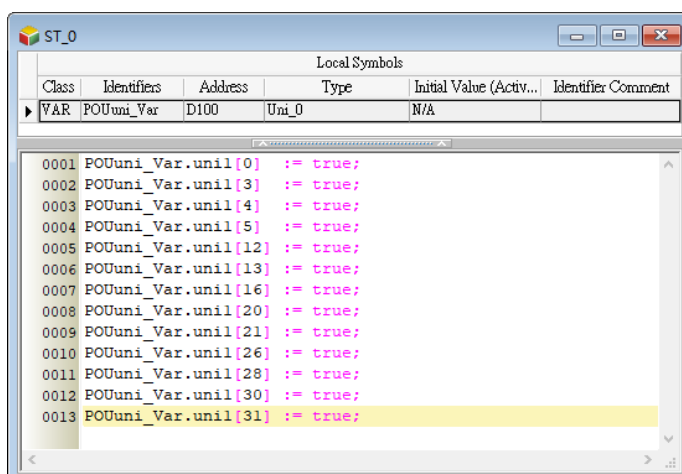 ST_0
Local Symbols
Class Identifiers Address Type Initial Value (Activ... Identifier Comment
VAR POUuni_Var D100 Uni_0 N/A
0001 POUuni_Var.uni1[0] := true;
0002 POUuni_Var.uni1[3] := true;
0003 POUuni_Var.uni1[4] := true;
0004 POUuni_Var.uni1[5] := true;
0005 POUuni_Var.uni1[12] := true;
0006 POUuni_Var.uni1[13] := true;
0007 POUuni_Var.uni1[16] := true;
0008 POUuni_Var.uni1[20] := true;
0009 POUuni_Var.uni1[21] := true;
0010 POUuni_Var.uni1[26] := true;
0011 POUuni_Var.uni1[28] := true;
0012 POUuni_Var.uni1[30] := true;
0013 POUuni_Var.uni1[31] := true;